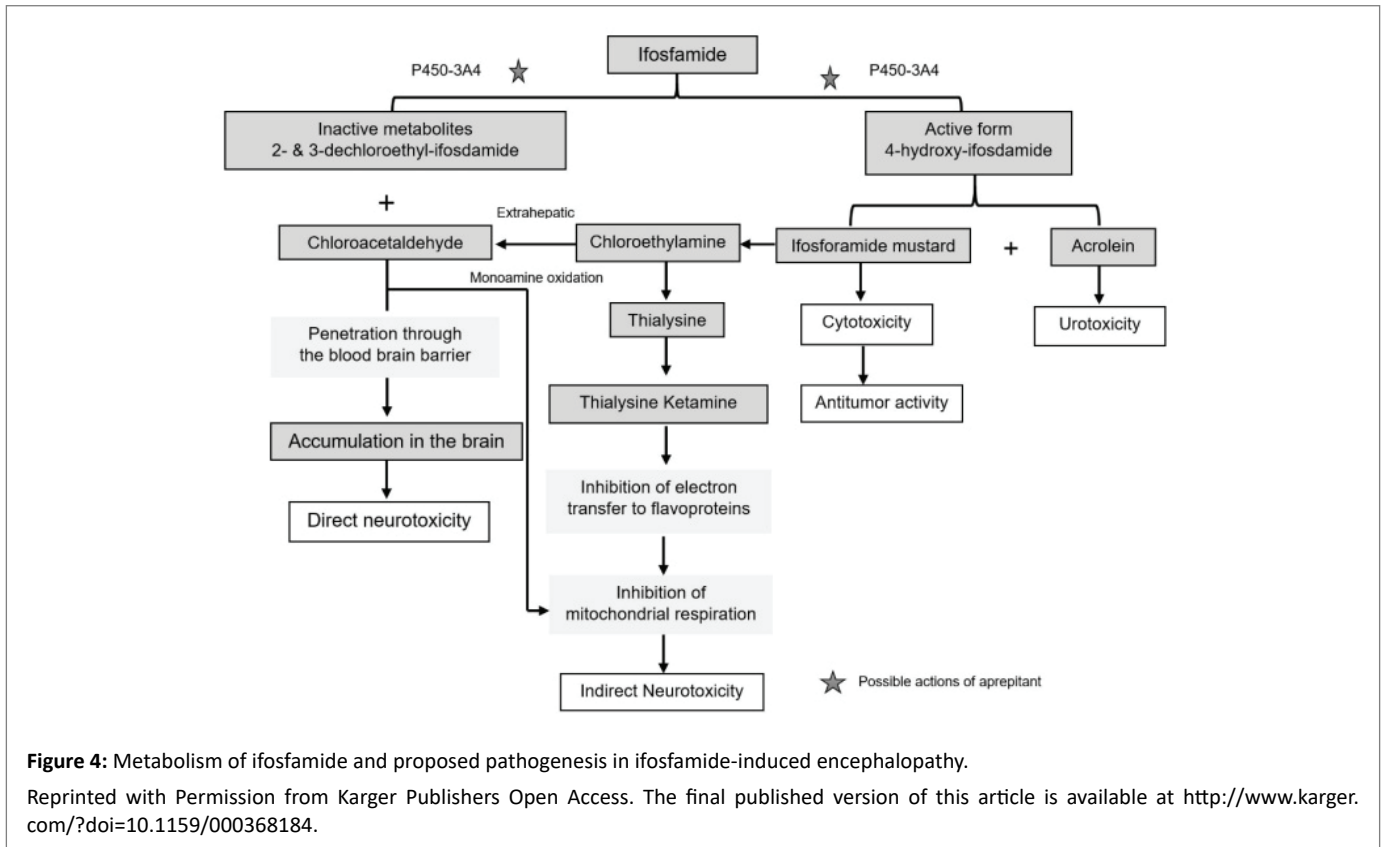 Ifosfamide
P450-3A4
P450-3A4
Inactive metabolites
2- & 3-dechloroethyl-ifosdamide
Active form
4-hydroxy-ifosdamide
+
Extrahepatic
Chloroacetaldehyde
Chloroethylamine
Ifosforamide mustard
+
Acrolein
Monoamine oxidation
Penetration through
the blood brain barrier
Thialysine
Cytotoxicity
Urotoxicity
Thialysine Ketamine
Antitumor activity
Accumulation in the brain
Inhibition of electron
transfer to flavoproteins
Direct neurotoxicity
Inhibition of
mitochondrial respiration
Indirect Neurotoxicity
Possible actions of aprepitant
Figure 4: Metabolism of ifosfamide and proposed pathogenesis in ifosfamide-induced encephalopathy.
Reprinted with Permission from Karger Publishers Open Access. The final published version of this article is available at http://www.karger.
com/?doi=10.1159/000368184.